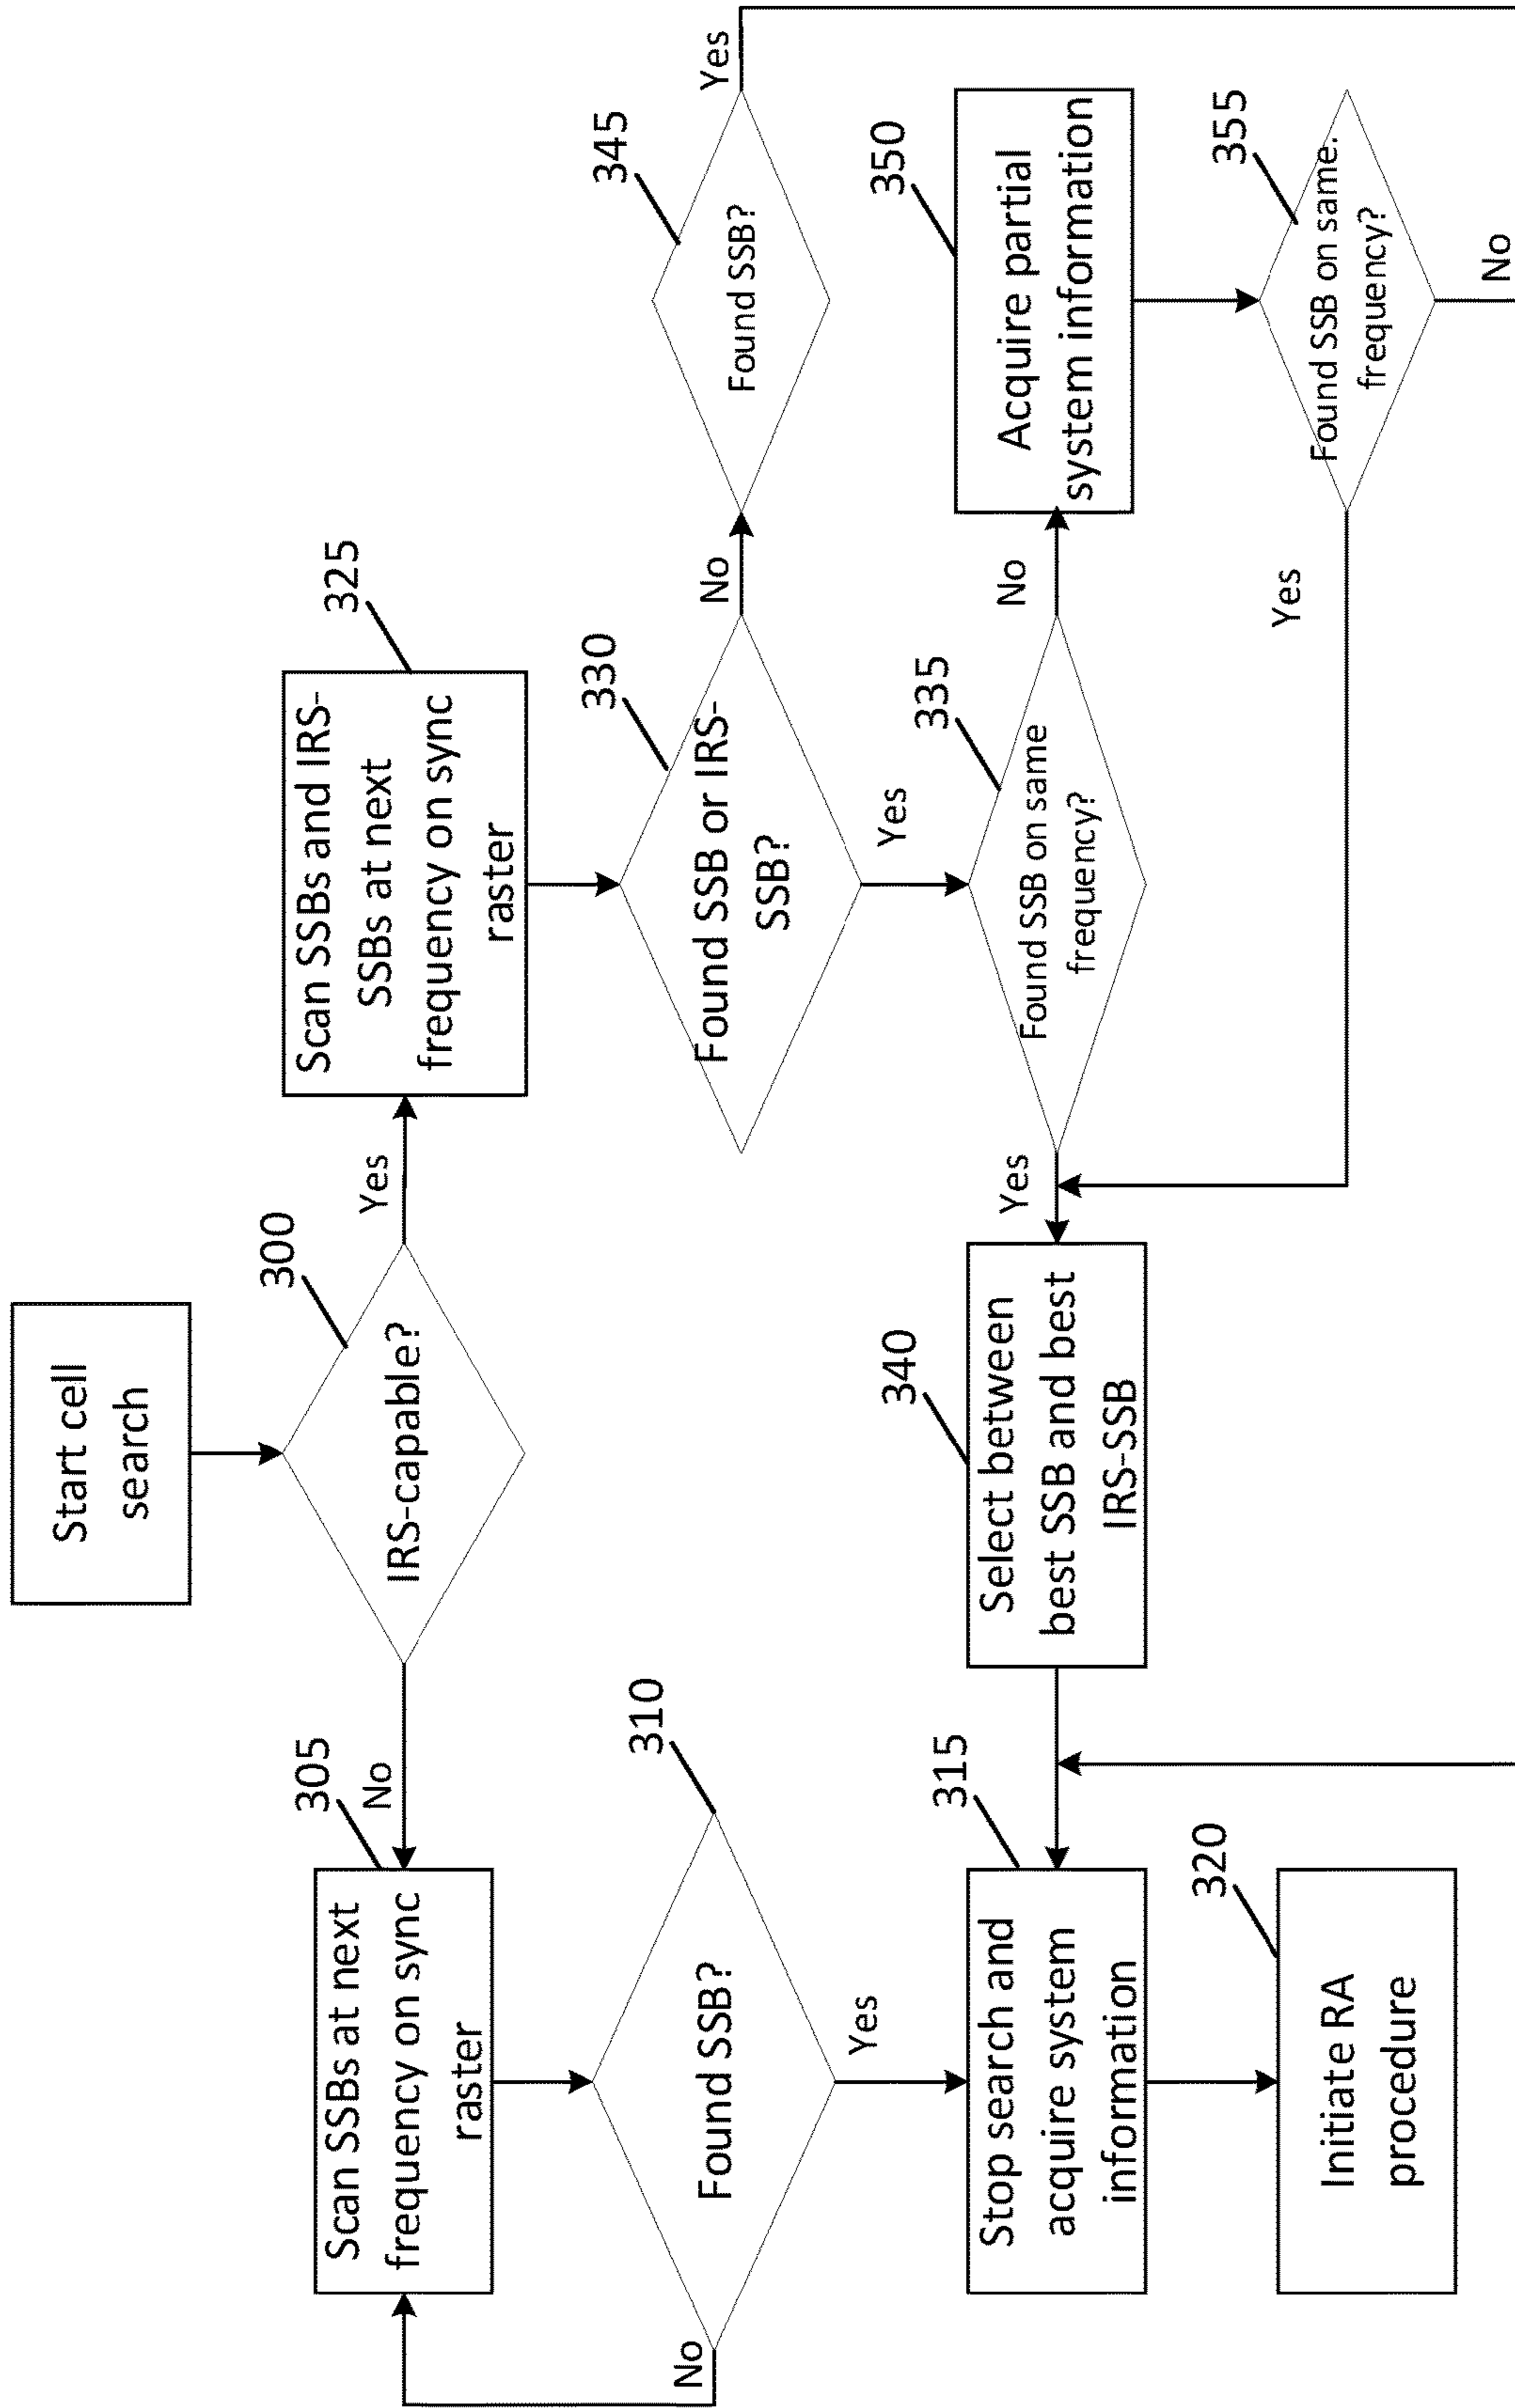 Start cell
search
300
IRS-capable?
No
Yes
305
Scan SSBs at next
frequency on sync
raster
310
Found SSB?
No
Yes
315
Stop search and
acquire system
information
320
Initiate RA
procedure
325
Scan SSBs and IRS-
SSBs at next
frequency on sync
raster
330
Found SSB or IRS-
SSB?
No
Yes
335
Found SSB on same
frequency?
Yes
No
340
Select between
best SSB and best
IRS-SSB
345
Found SSB?
Yes
350
Acquire partial
system information
355
Found SSB on same.
frequency?
Yes
No